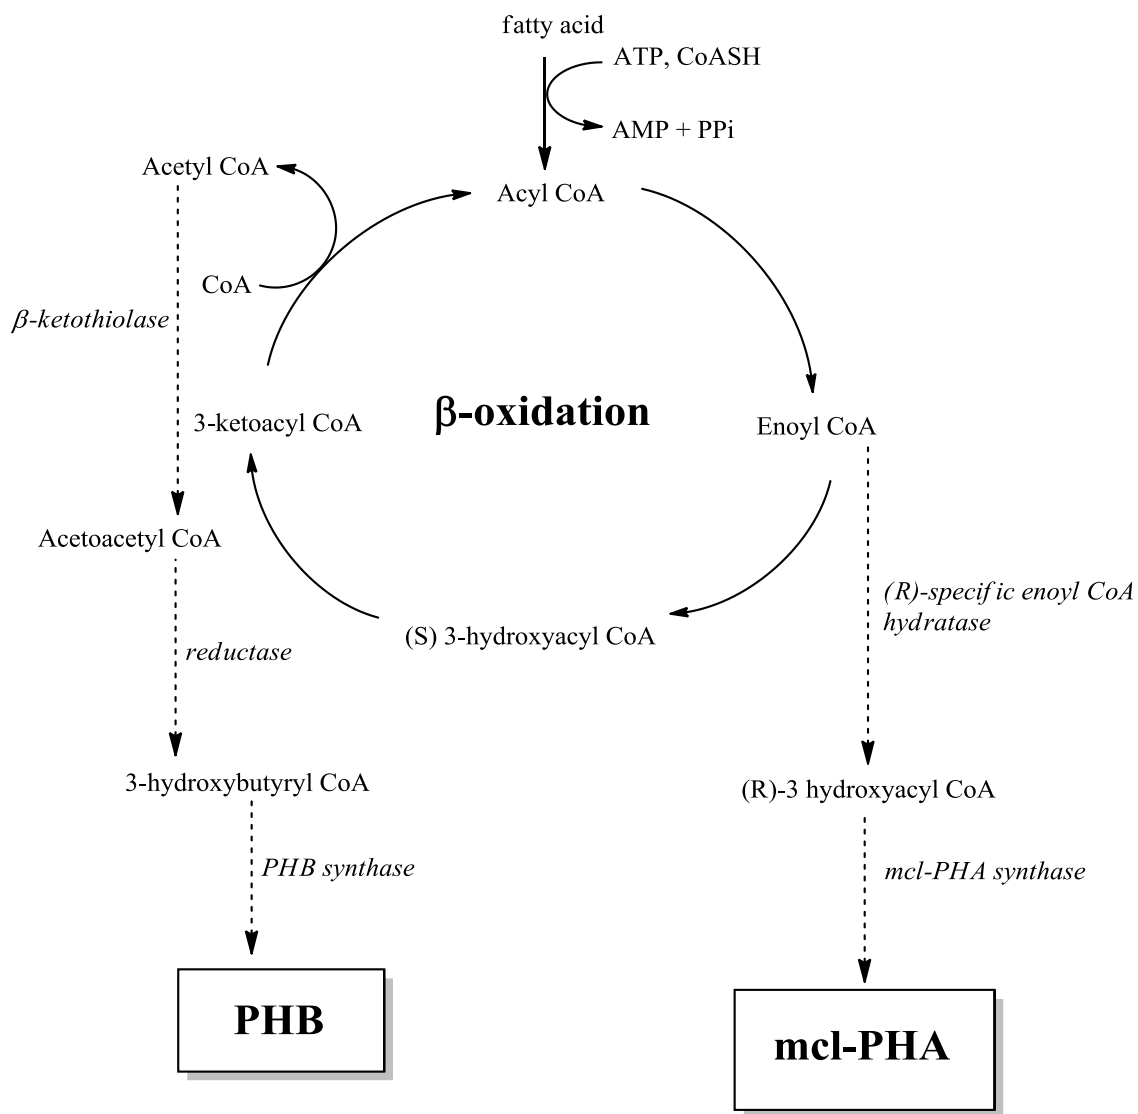 fatty acid
ATP, CoASH
AMP + PPi
Acetyl CoA
Acyl CoA
CoA
β-ketothiolase
3-ketoacyl CoA
β-oxidation
Enoyl CoA
Acetoacetyl CoA
(R)-specific enoyl CoA
hydratase
(S) 3-hydroxyacyl CoA
reductase
3-hydroxybutyryl CoA
(R)-3 hydroxyacyl CoA
PHB synthase
mcl-PHA synthase
PHB
mcl-PHA